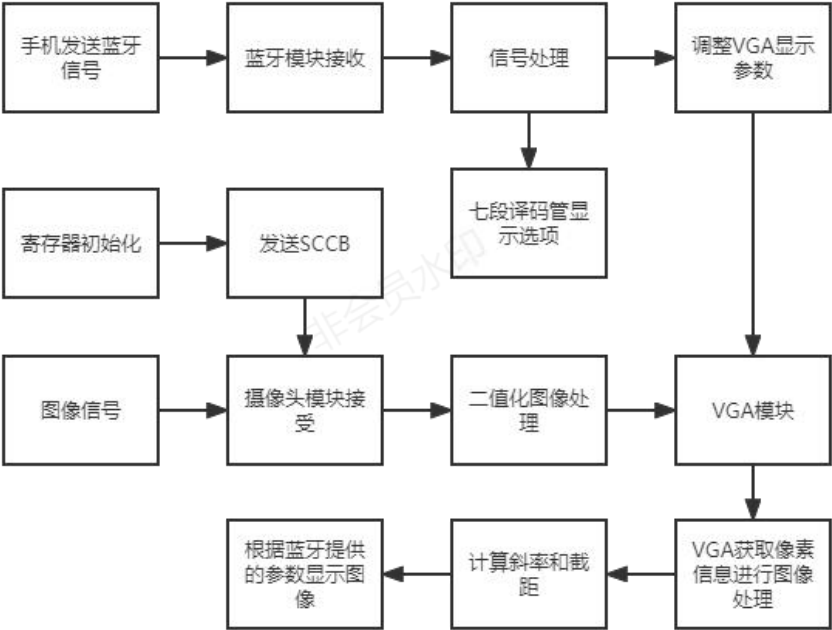 手机发送蓝牙
信号
蓝牙模块接收
信号处理
调整VGA显示
参数
寄存器初始化
发送SCCB
七段译码管显
示选项
图像信号
摄像头模块接
受
二值化图像处
理
VGA模块
根据蓝牙提供
的参数显示图
像
计算斜率和截
距
VGA获取像素
信息进行图像
处理
非会员水印